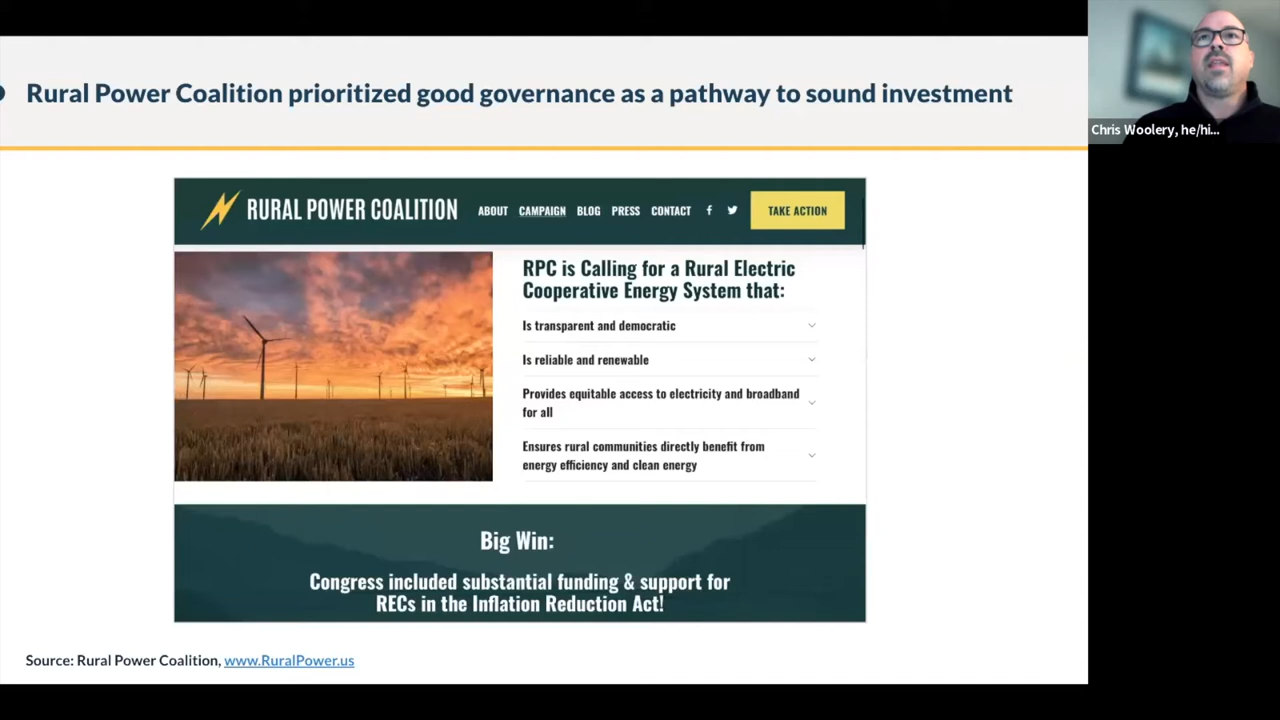 Rural Power Coalition prioritized good governance as a pathway to sound investment
Chris Woolery, he/hi...
RURAL POWER COALITION
ABOUT CAMPAIGN BLOG PRESS CONTACT
TAKE ACTION
RPC is Calling for a Rural Electric
Cooperative Energy System that:
Is transparent and democratic
Is reliable and renewable
Provides equitable access to electricity and broadband
for all
Ensures rural communities directly benefit from
energy efficiency and clean energy
Big Win:
Congress included substantial funding & support for
RECs in the Inflation Reduction Act!
Source: Rural Power Coalition, www.RuralPower.us